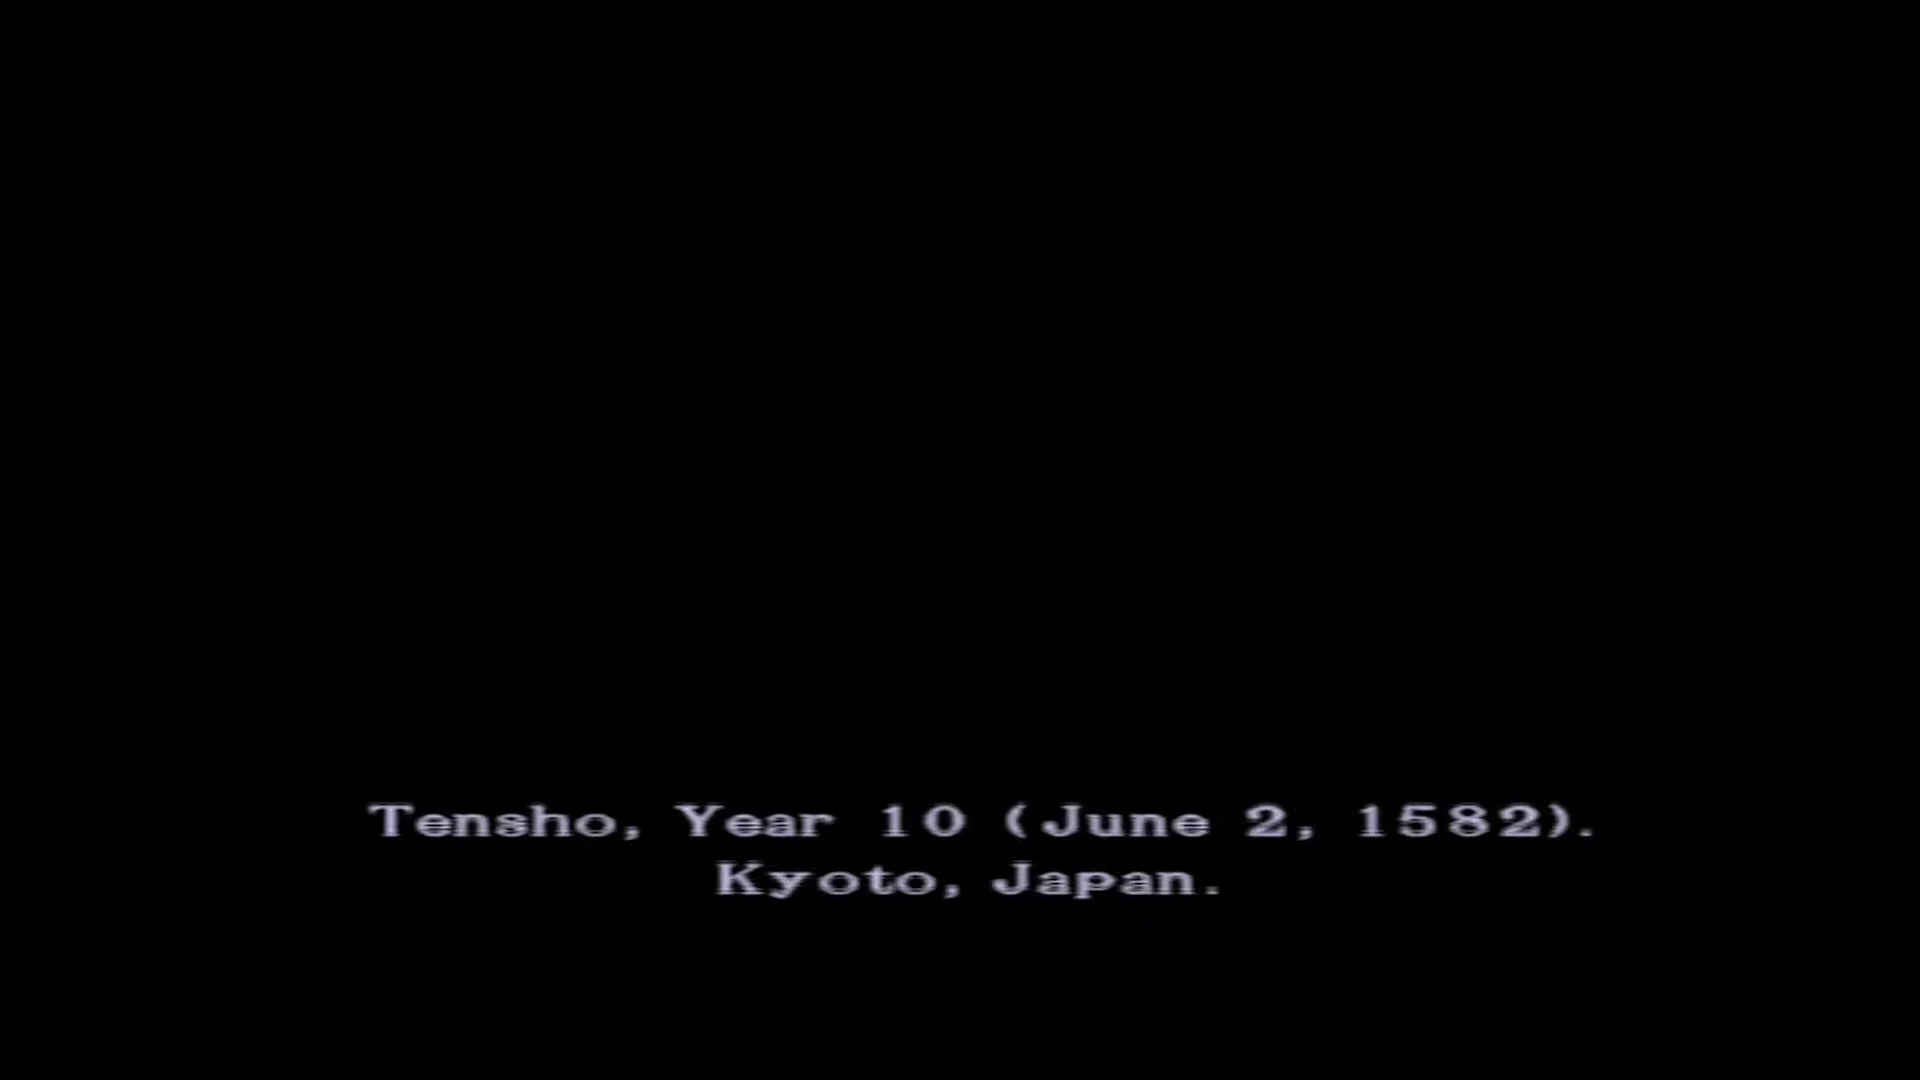 Tensho, Year 10 (June 2, 1582).
Kyoto, Japan.